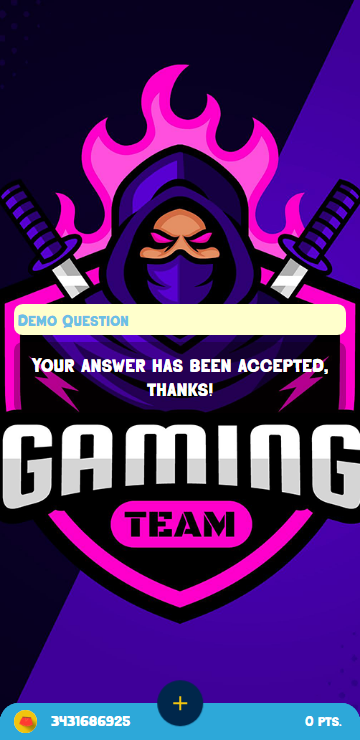 Demo Question
Your answer has been accepted,
thanks!
GAMING
TEAM
3431686925
0 pts.